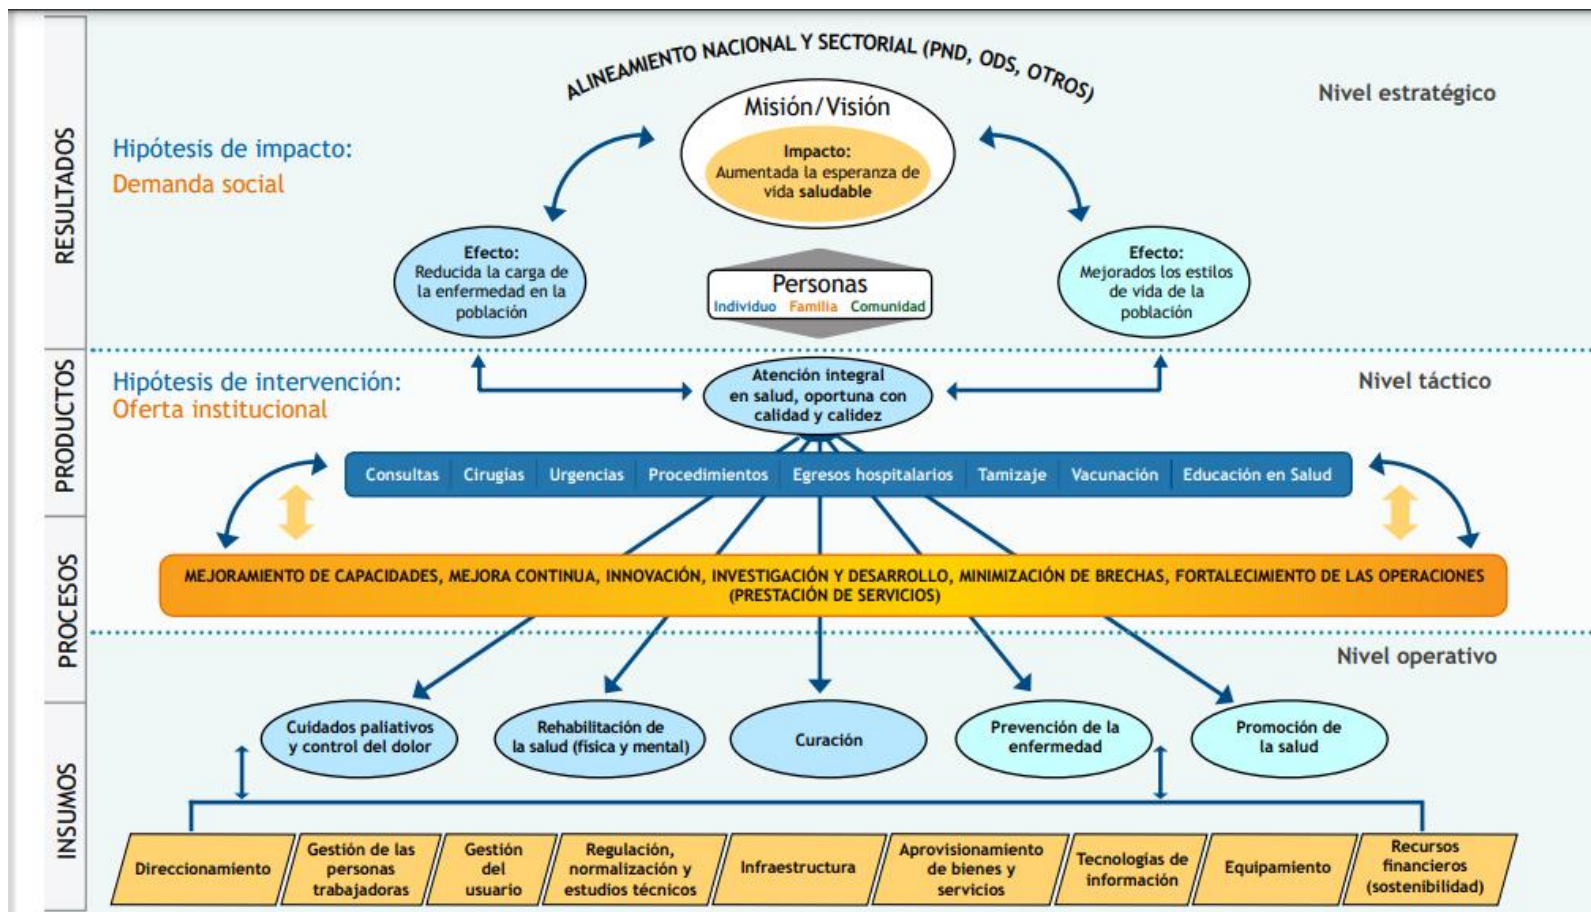 ALINEAMIENTO NACIONAL Y SECTORIAL (PND, ODS, OTROS)
Nivel estratégico
RESULTADOS
Hipótesis de impacto:
Demanda social
Misión/Visión
Impacto:
Aumentada la esperanza de
vida saludable
Efecto:
Reducida la carga de
la enfermedad en la
población
Personas
Individuo Familia Comunidad
Efecto:
Mejorados los estilos
de vida de la
población
PRODUCTOS
Hipótesis de intervención:
Oferta institucional
Atención integral
en salud, oportuna con
calidad y calidez
Nivel táctico
Consultas Cirugías Urgencias Procedimientos Egresos hospitalarios Tamizaje Vacunación Educación en Salud
PROCESOS
MEJORAMIENTO DE CAPACIDADES, MEJORA CONTINUA, INNOVACIÓN, INVESTIGACIÓN Y DESARROLLO, MINIMIZACIÓN DE BRECHAS, FORTALECIMIENTO DE LAS OPERACIONES
(PRESTACIÓN DE SERVICIOS)
Nivel operativo
INSUMOS
Cuidados paliativos
y control del dolor
Rehabilitación de
la salud (física y mental)
Curación
Prevención de la
enfermedad
Promoción de
la salud
Direccionamiento
Gestión de las
personas
trabajadoras
Gestión
del
usuario
Regulación,
normalización y
estudios técnicos
Infraestructura
Aprovisionamiento
de bienes y
servicios
Tecnologías de
información
Equipamiento
Recursos
financieros
(sostenibilidad)